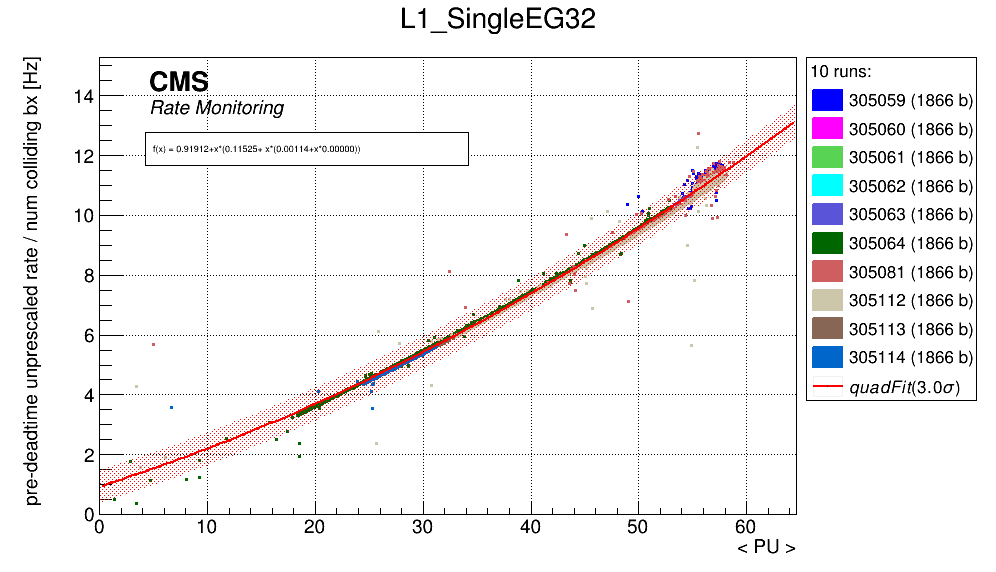 L1_SingleEG32
pre-deadtime unprescaled rate / num colliding bx [Hz]
CMS
Rate Monitoring
f(x) = 0.91912+x*(0.11525+ x*(0.00114+x*0.00000))
14
12
10
8
6
4
2
0
0 10 20 30 40 50 60
< PU >
10 runs:
305059 (1866 b)
305060 (1866 b)
305061 (1866 b)
305062 (1866 b)
305063 (1866 b)
305064 (1866 b)
305081 (1866 b)
305112 (1866 b)
305113 (1866 b)
305114 (1866 b)
quadFit(3.0σ)